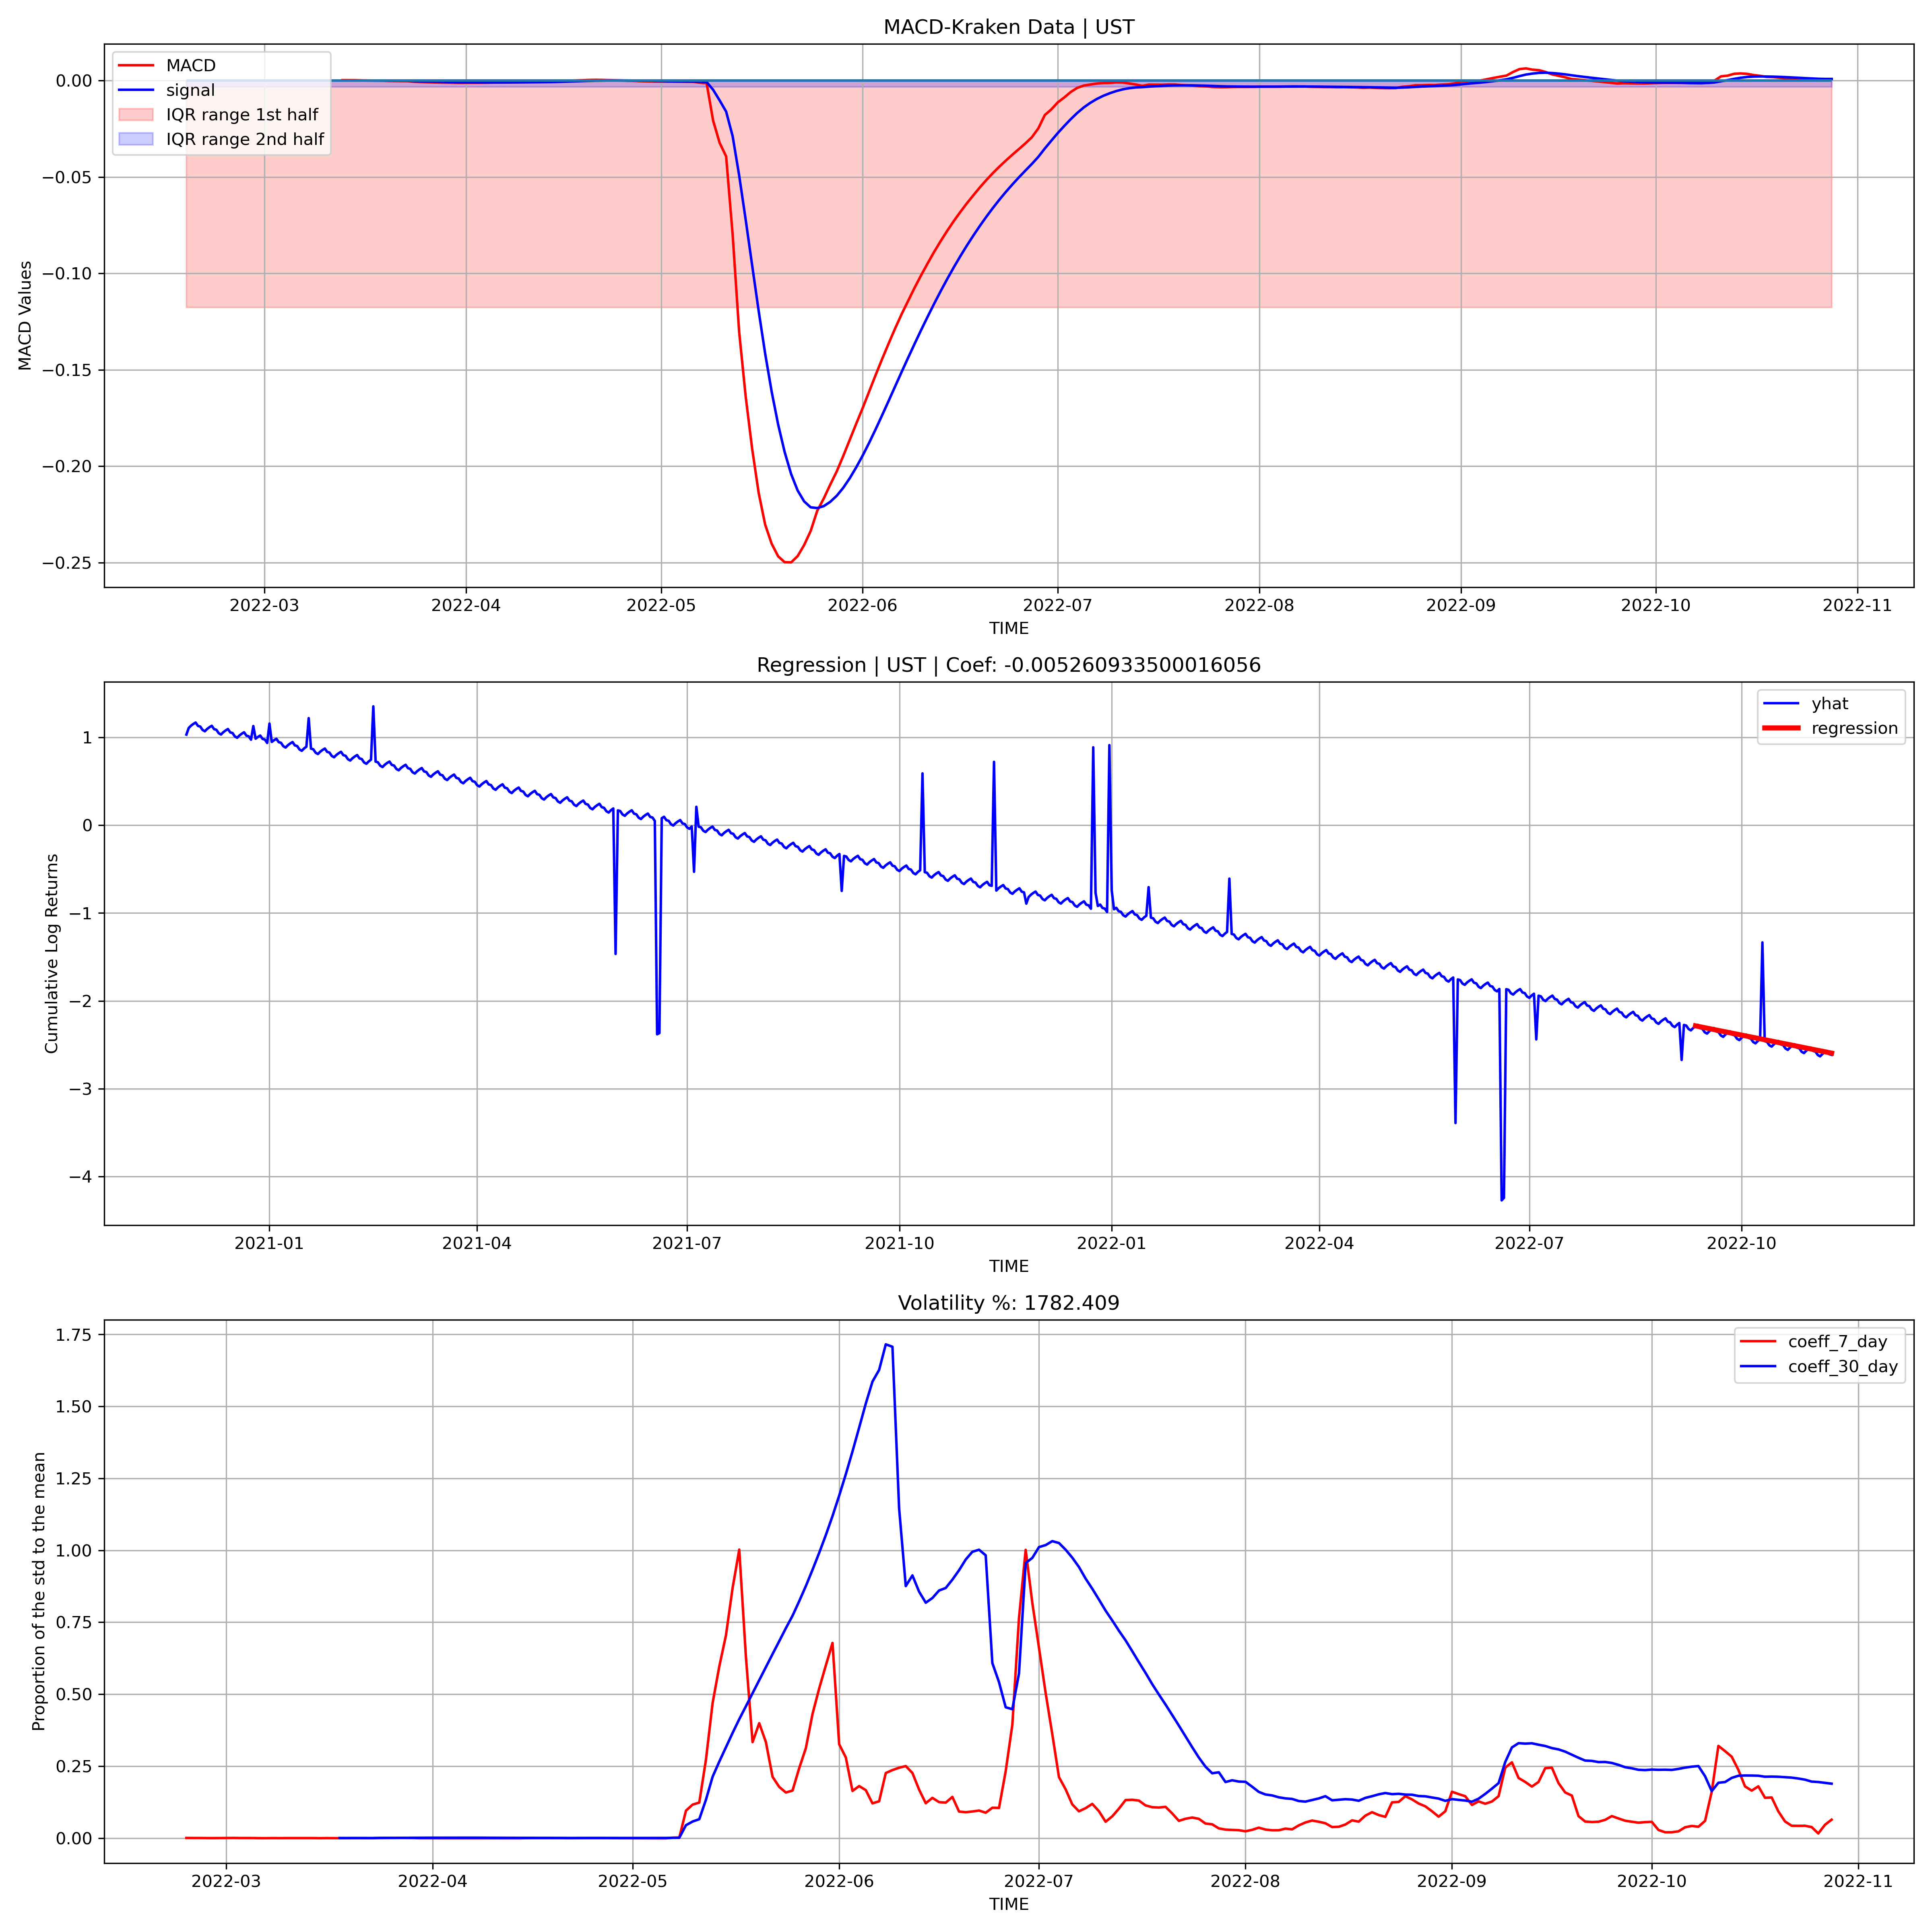 MACD-Kraken Data | UST
MACD
signal
IQR range 1st half
IQR range 2nd half
0.00
−0.05
−0.10
−0.15
−0.20
−0.25
MACD Values
2022-03 2022-04 2022-05 2022-06 2022-07 2022-08 2022-09 2022-10 2022-11
TIME
Regression | UST | Coef: -0.005260933500016056
yhat
regression
1
0
−1
−2
−3
−4
Cumulative Log Returns
2021-01 2021-04 2021-07 2021-10 2022-01 2022-04 2022-07 2022-10
TIME
Volatility %: 1782.409
coeff_7_day
coeff_30_day
1.75
1.50
1.25
1.00
0.75
0.50
0.25
0.00
Proportion of the std to the mean
2022-03 2022-04 2022-05 2022-06 2022-07 2022-08 2022-09 2022-10 2022-11
TIME